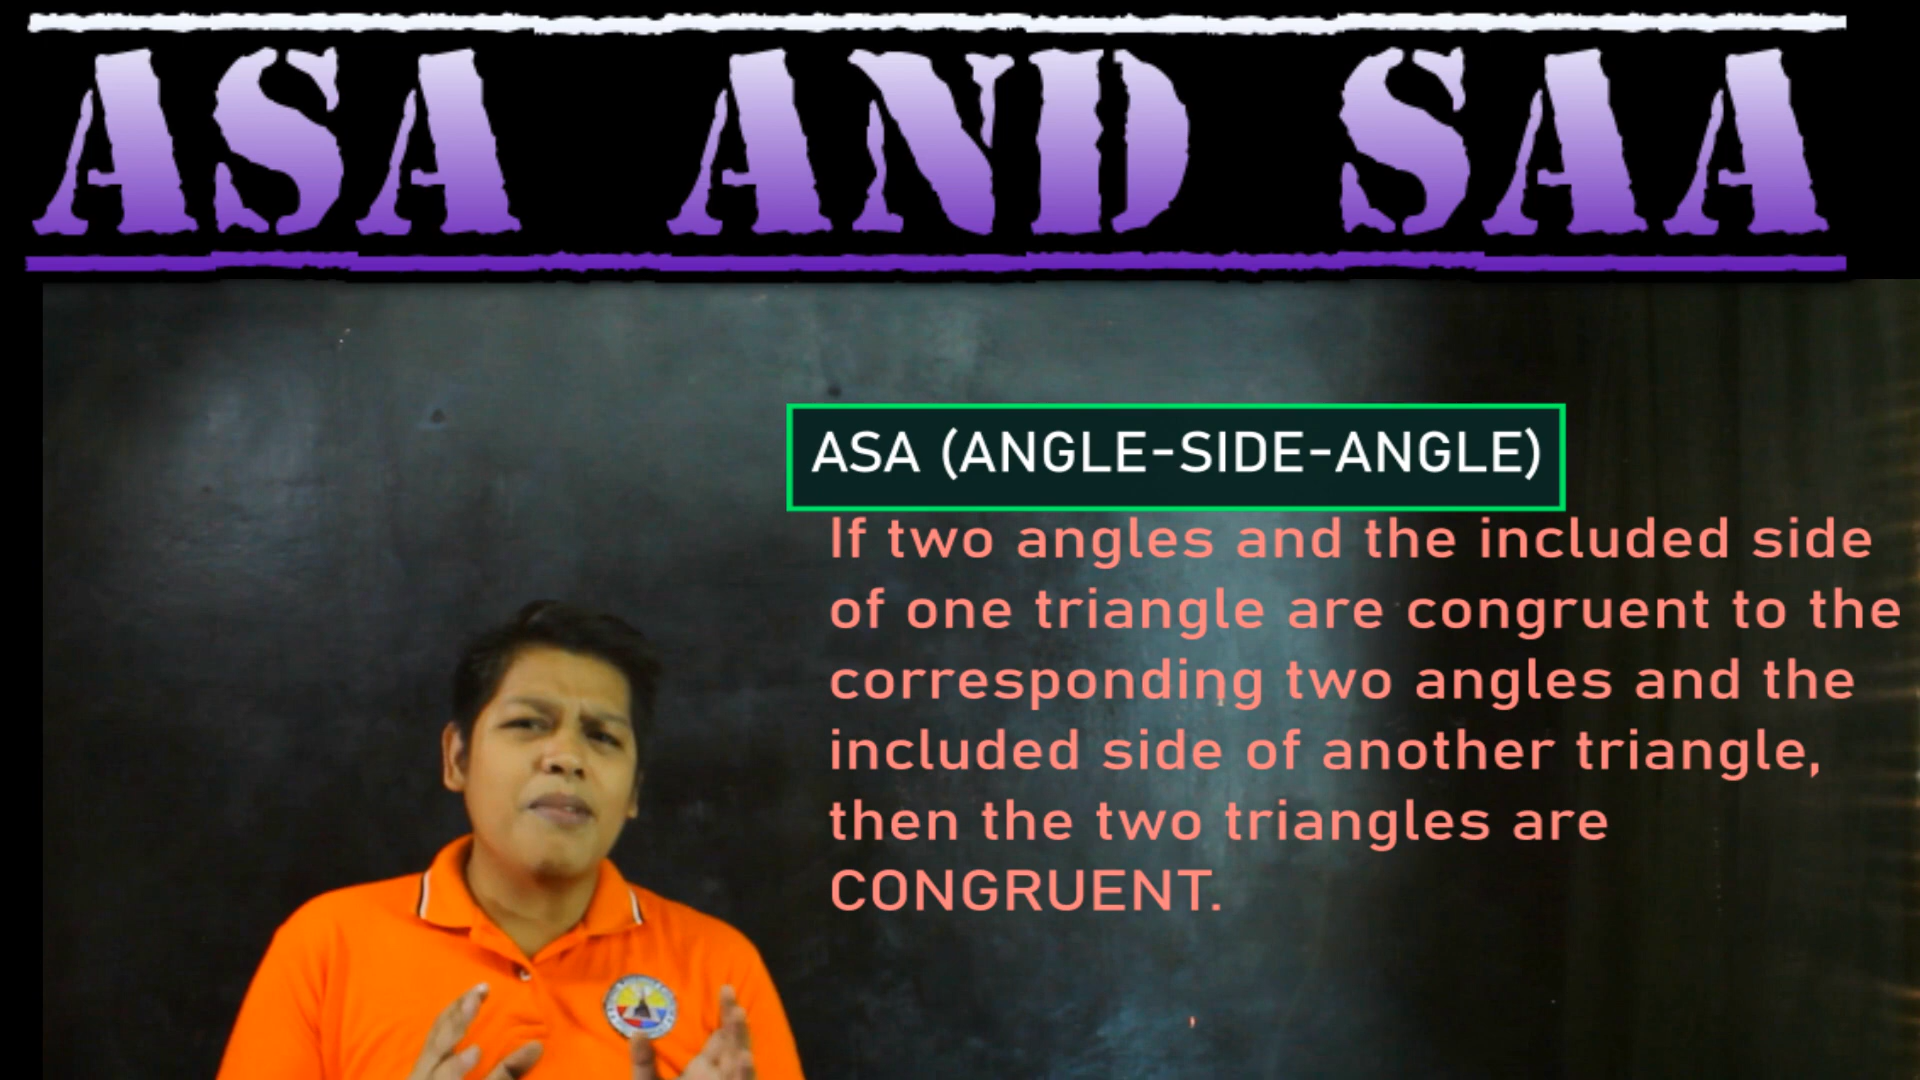 ASA AND SAA
ASA (ANGLE-SIDE-ANGLE)
If two angles and the included side
of one triangle are congruent to the
corresponding two angles and the
included side of another triangle,
then the two triangles are
CONGRUENT.